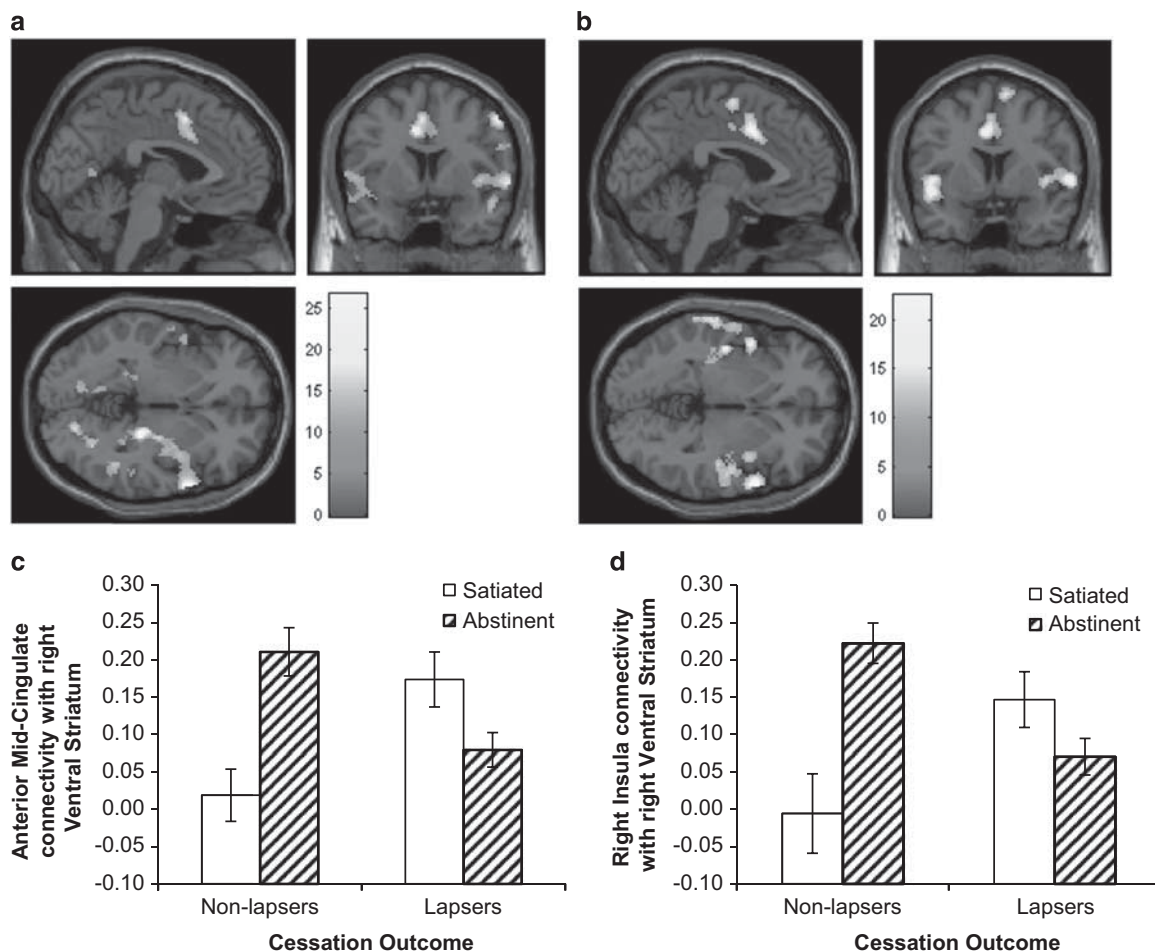 a
b
25
20
15
10
5
0
20
15
10
5
0
c
Anterior Mid-Cingulate
connectivity with right
Ventral Striatum
0.30
0.25
0.20
0.15
0.10
0.05
0.00
-0.05
-0.10
Satiated
Abstinent
Non-lapsers
Lapsers
Cessation Outcome
d
Right Insula connectivity
with right Ventral Striatum
0.30
0.25
0.20
0.15
0.10
0.05
0.00
-0.05
-0.10
Satiated
Abstinent
Non-lapsers
Lapsers
Cessation Outcome